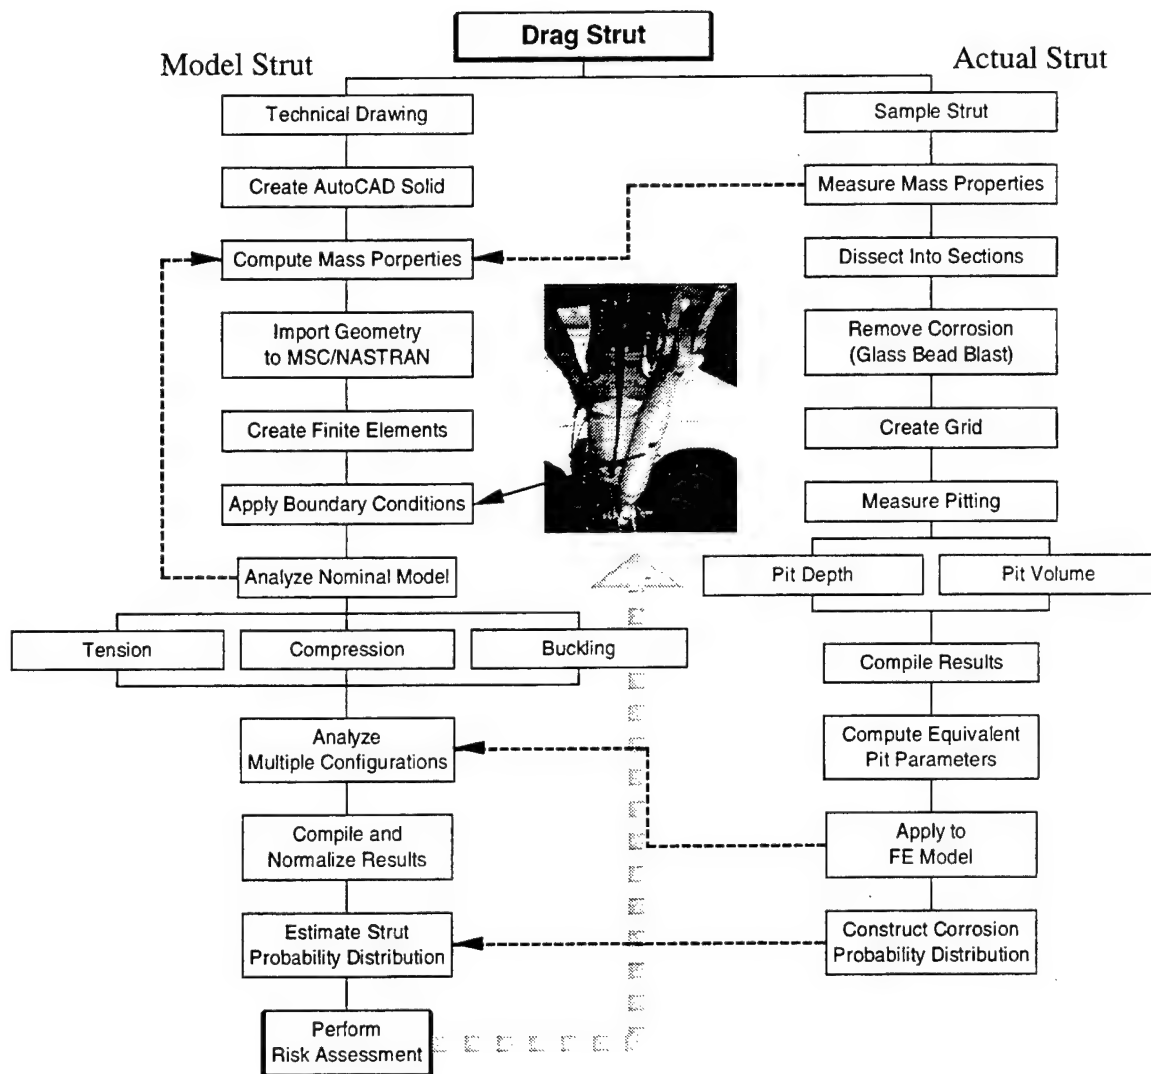 Drag Strut
Model Strut
Actual Strut
Technical Drawing
Create AutoCAD Solid
Compute Mass Porperties
Import Geometry
to MSC/NASTRAN
Create Finite Elements
Apply Boundary Conditions
Analyze Nominal Model
Tension
Compression
Buckling
Analyze
Multiple Configurations
Compile and
Normalize Results
Estimate Strut
Probability Distribution
Perform
Risk Assessment
Sample Strut
Measure Mass Properties
Dissect Into Sections
Remove Corrosion
(Glass Bead Blast)
Create Grid
Measure Pitting
Pit Depth
Pit Volume
Compile Results
Compute Equivalent
Pit Parameters
Apply to
FE Model
Construct Corrosion
Probability Distribution